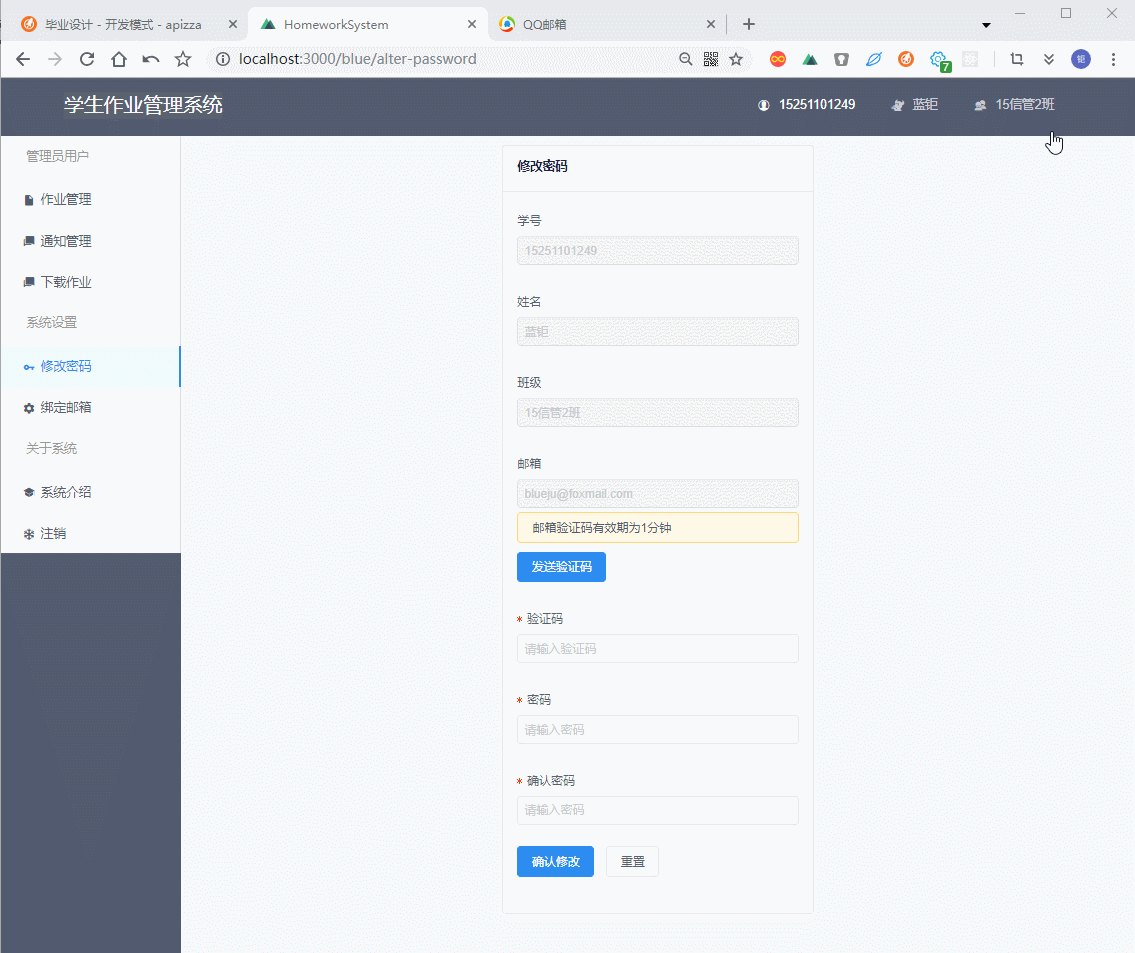 毕业设计 - 开发模式 - apizza
HomeworkSystem
QQ邮箱
localhost:3000/blue/alter-password
7
钜
学生作业管理系统
15251101249
蓝钜
15信管2班
管理员用户
作业管理
通知管理
下载作业
系统设置
修改密码
绑定邮箱
关于系统
系统介绍
注销
修改密码
学号
15251101249
姓名
蓝钜
班级
15信管2班
邮箱
blueju@foxmail.com
邮箱验证码有效期为1分钟
发送验证码
* 验证码
请输入验证码
* 密码
请输入密码
* 确认密码
请输入密码
确认修改
重置